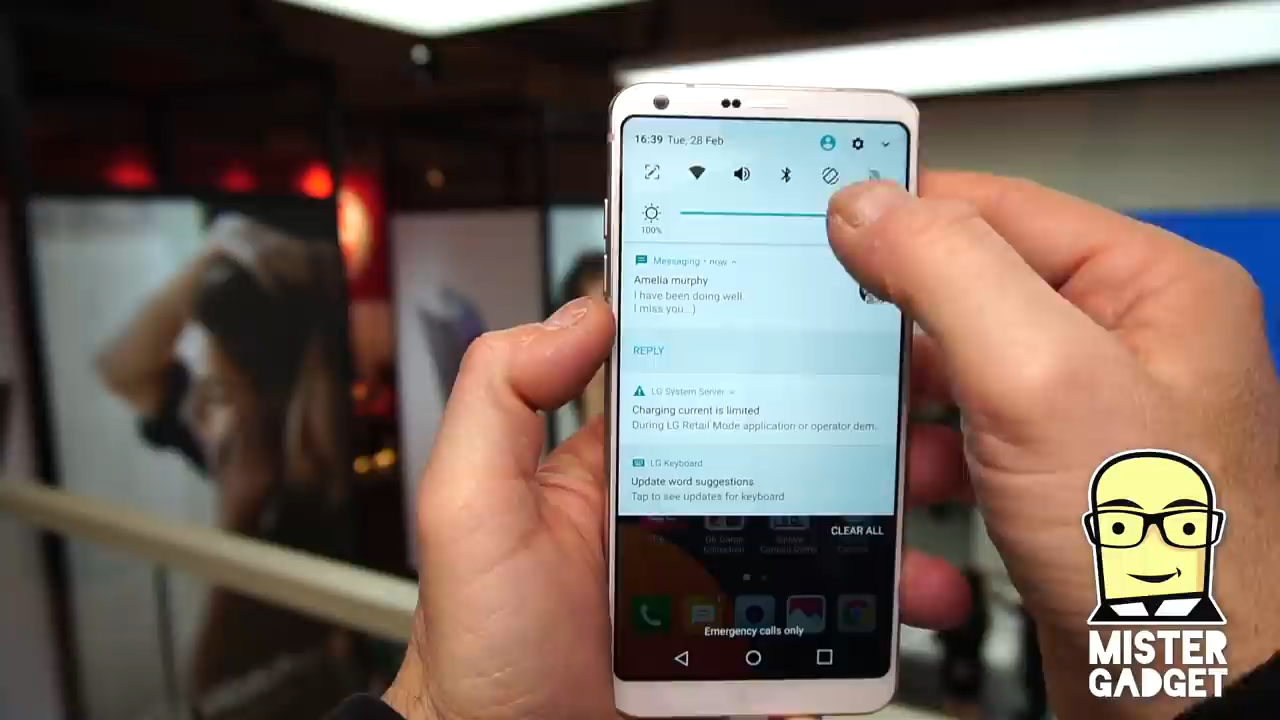 16:39 Tue, 28 Feb
100%
Messaging • now
Amelia murphy
I have been doing well.
I miss you...)
REPLY
LG System Server
Charging current is limited
During LG Retail Mode application or operator dem.
LG Keyboard
Update word suggestions
Tap to see updates for keyboard
CLEAR ALL
Emergency calls only
MISTER
GADGET